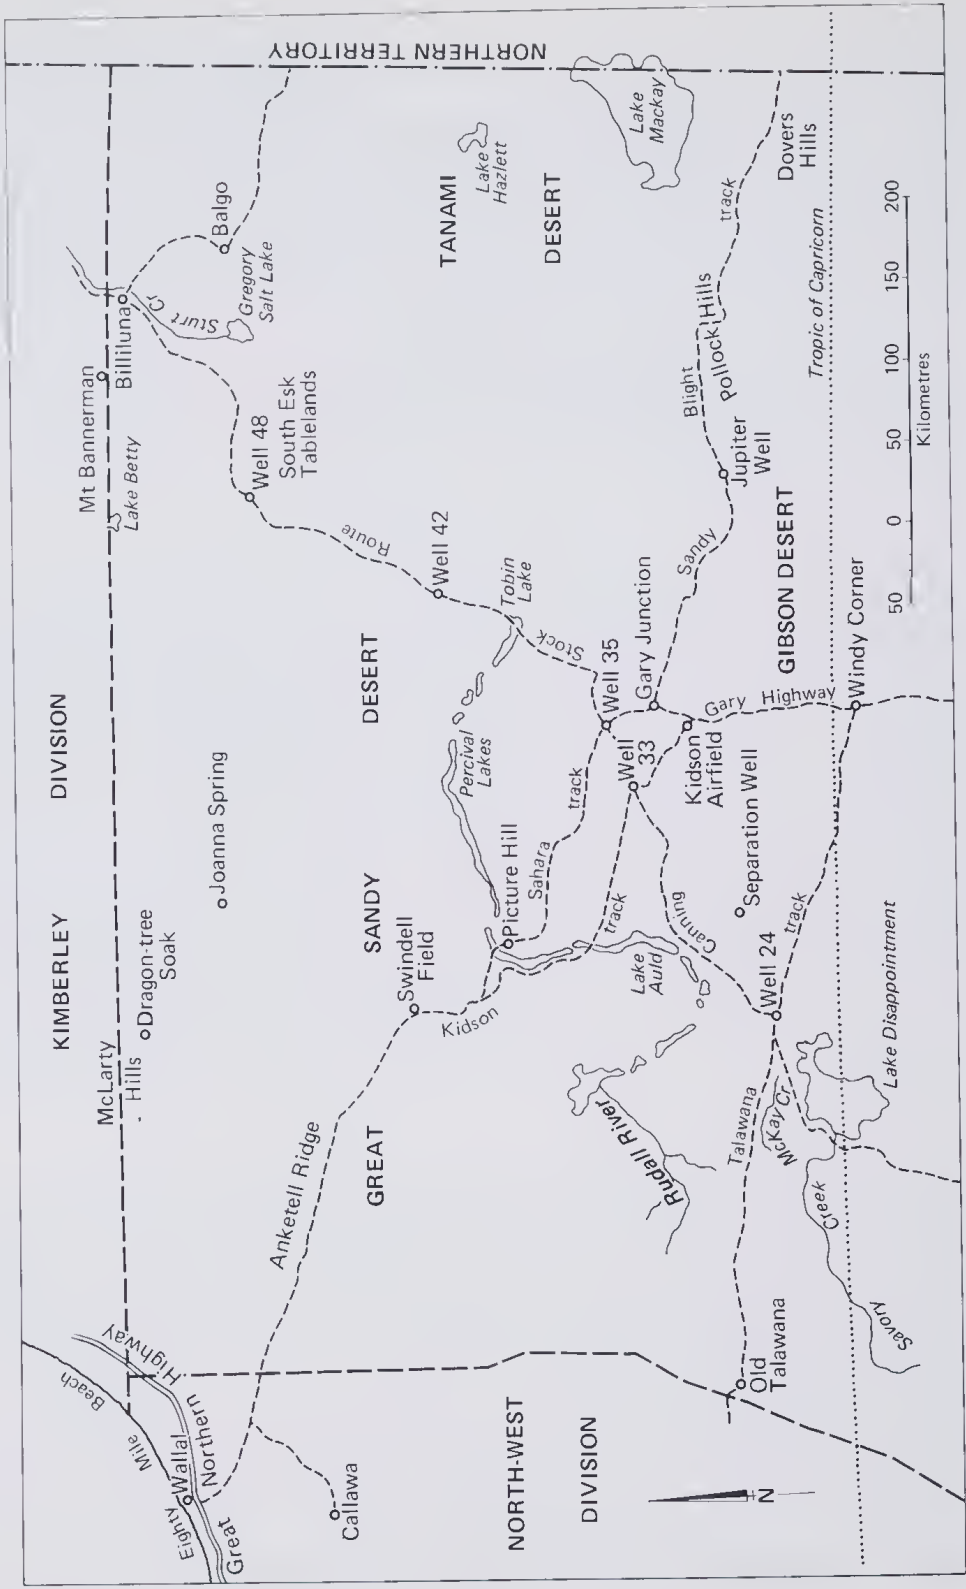 KIMBERLEY
DIVISION
NORTHERN TERRITORY
Mt Bannerman
Billiluna
Lake Betty
Sturt Cr
Balgo
Gregory
Salt Lake
McLarty
Hills
Dragon-tree
Soak
Joanna Spring
Well 48
South Esk
Tablelands
Eighty
Mile
Beach
Wallal
Great
Northern
Highway
Callawa
Anketell Ridge
GREAT
SANDY
DESERT
Swindell
Field
Kidson
track
Picture Hill
Sahara
track
Percival
Lakes
Tobin
Lake
Well 42
Canning
Stock
Route
TANAMI
DESERT
Lake
Hazlett
Lake
Mackay
Well 35
Well
33
Gary Junction
Kidson
Airfield
Gary Highway
Lake
Auld
Rudall River
Separation Well
Sandy
Blight
track
Jupiter
Well
Pollock Hills
Dovers
Hills
NORTH-WEST
DIVISION
Old
Talawana
Talawana
track
Well 24
McKay Cr
Savory
Creek
Lake Disappointment
GIBSON DESERT
Windy Corner
Tropic of Capricorn
N
50 0 50 100 150 200
Kilometres